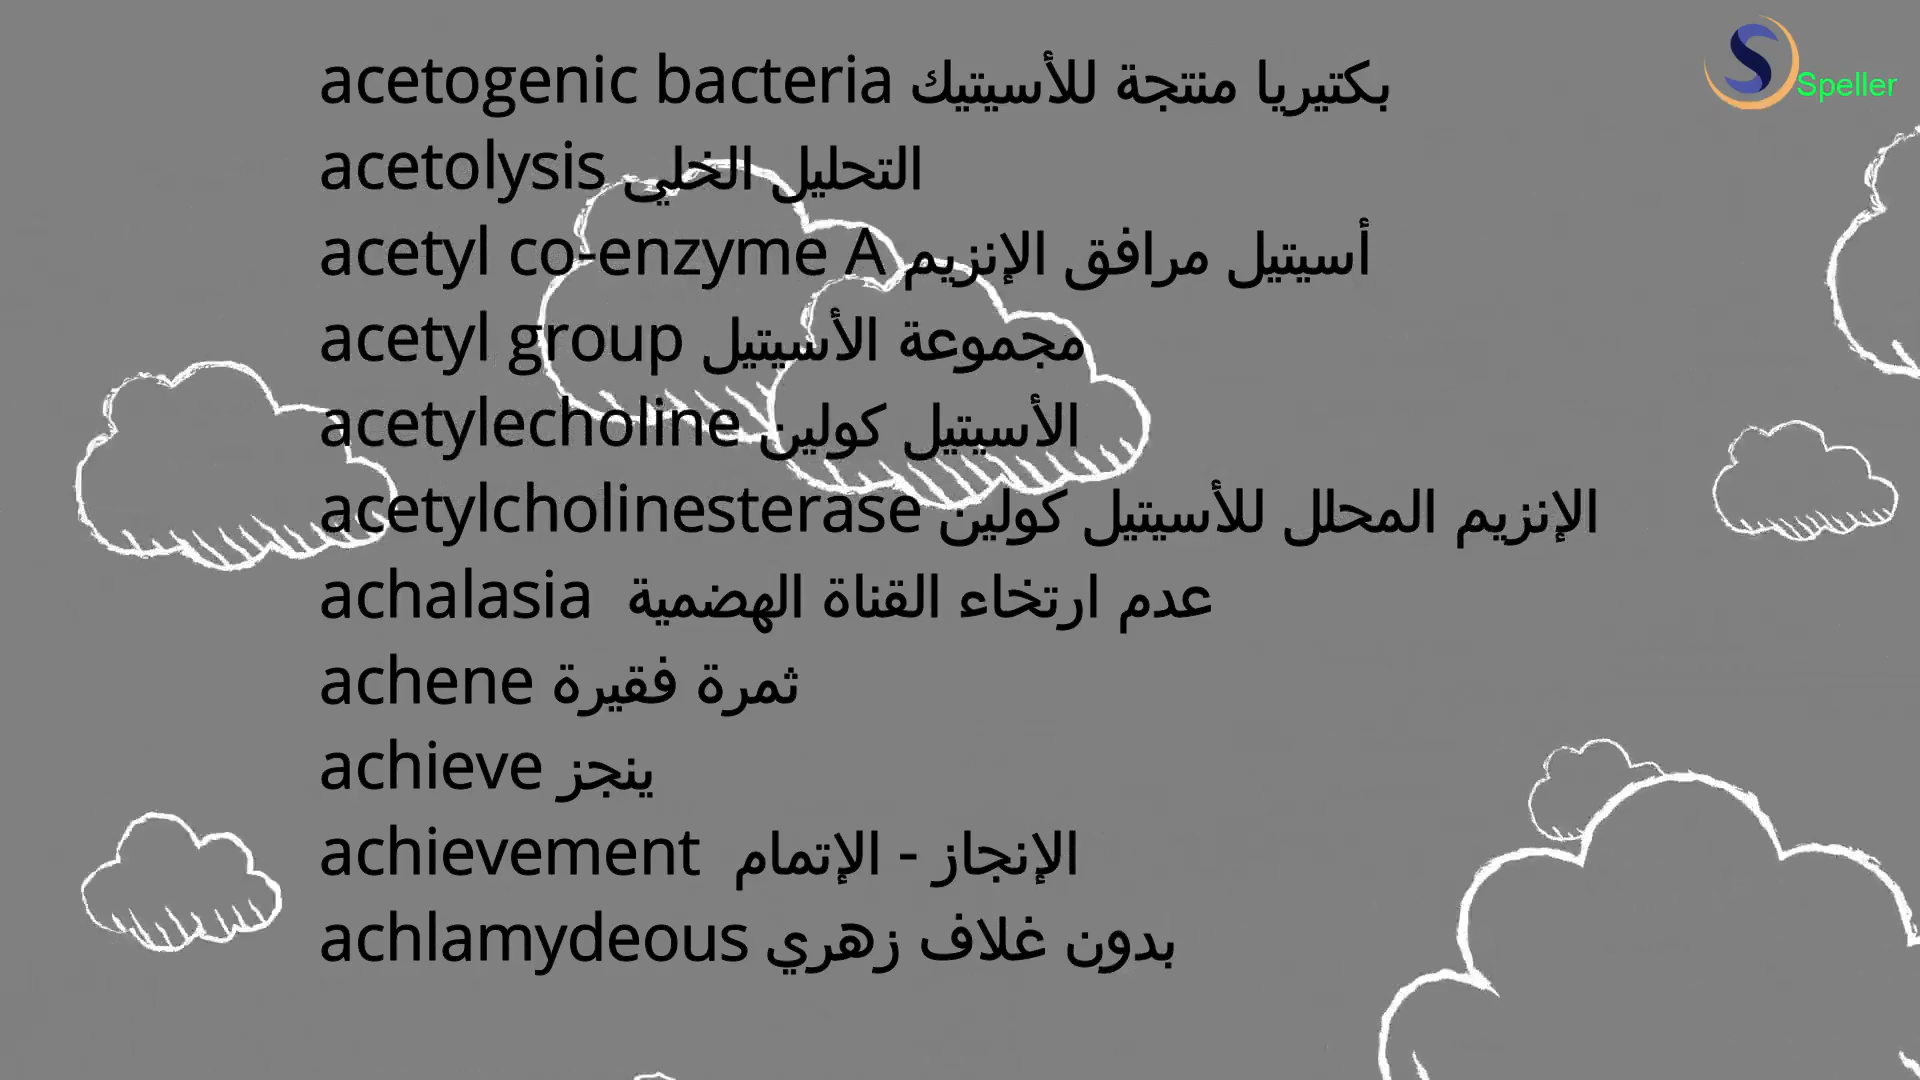 acetogenic bacteria بكتيريا منتجة للأسيتيك
Speller
acetolysis التحليل الخلي
acetyl co-enzyme A أسيتيل مرافق الإنزيم
acetyl group مجموعة الأسيتيل
acetylecholine الأسيتيل كولين
acetylcholinesterase الإنزيم المحلل للأسيتيل كولين
achalasia عدم ارتخاء القناة الهضمية
achene ثمرة فقيرة
achieve ينجز
achievement الإنجاز - الإتمام
achlamydeous بدون غلاف زهري